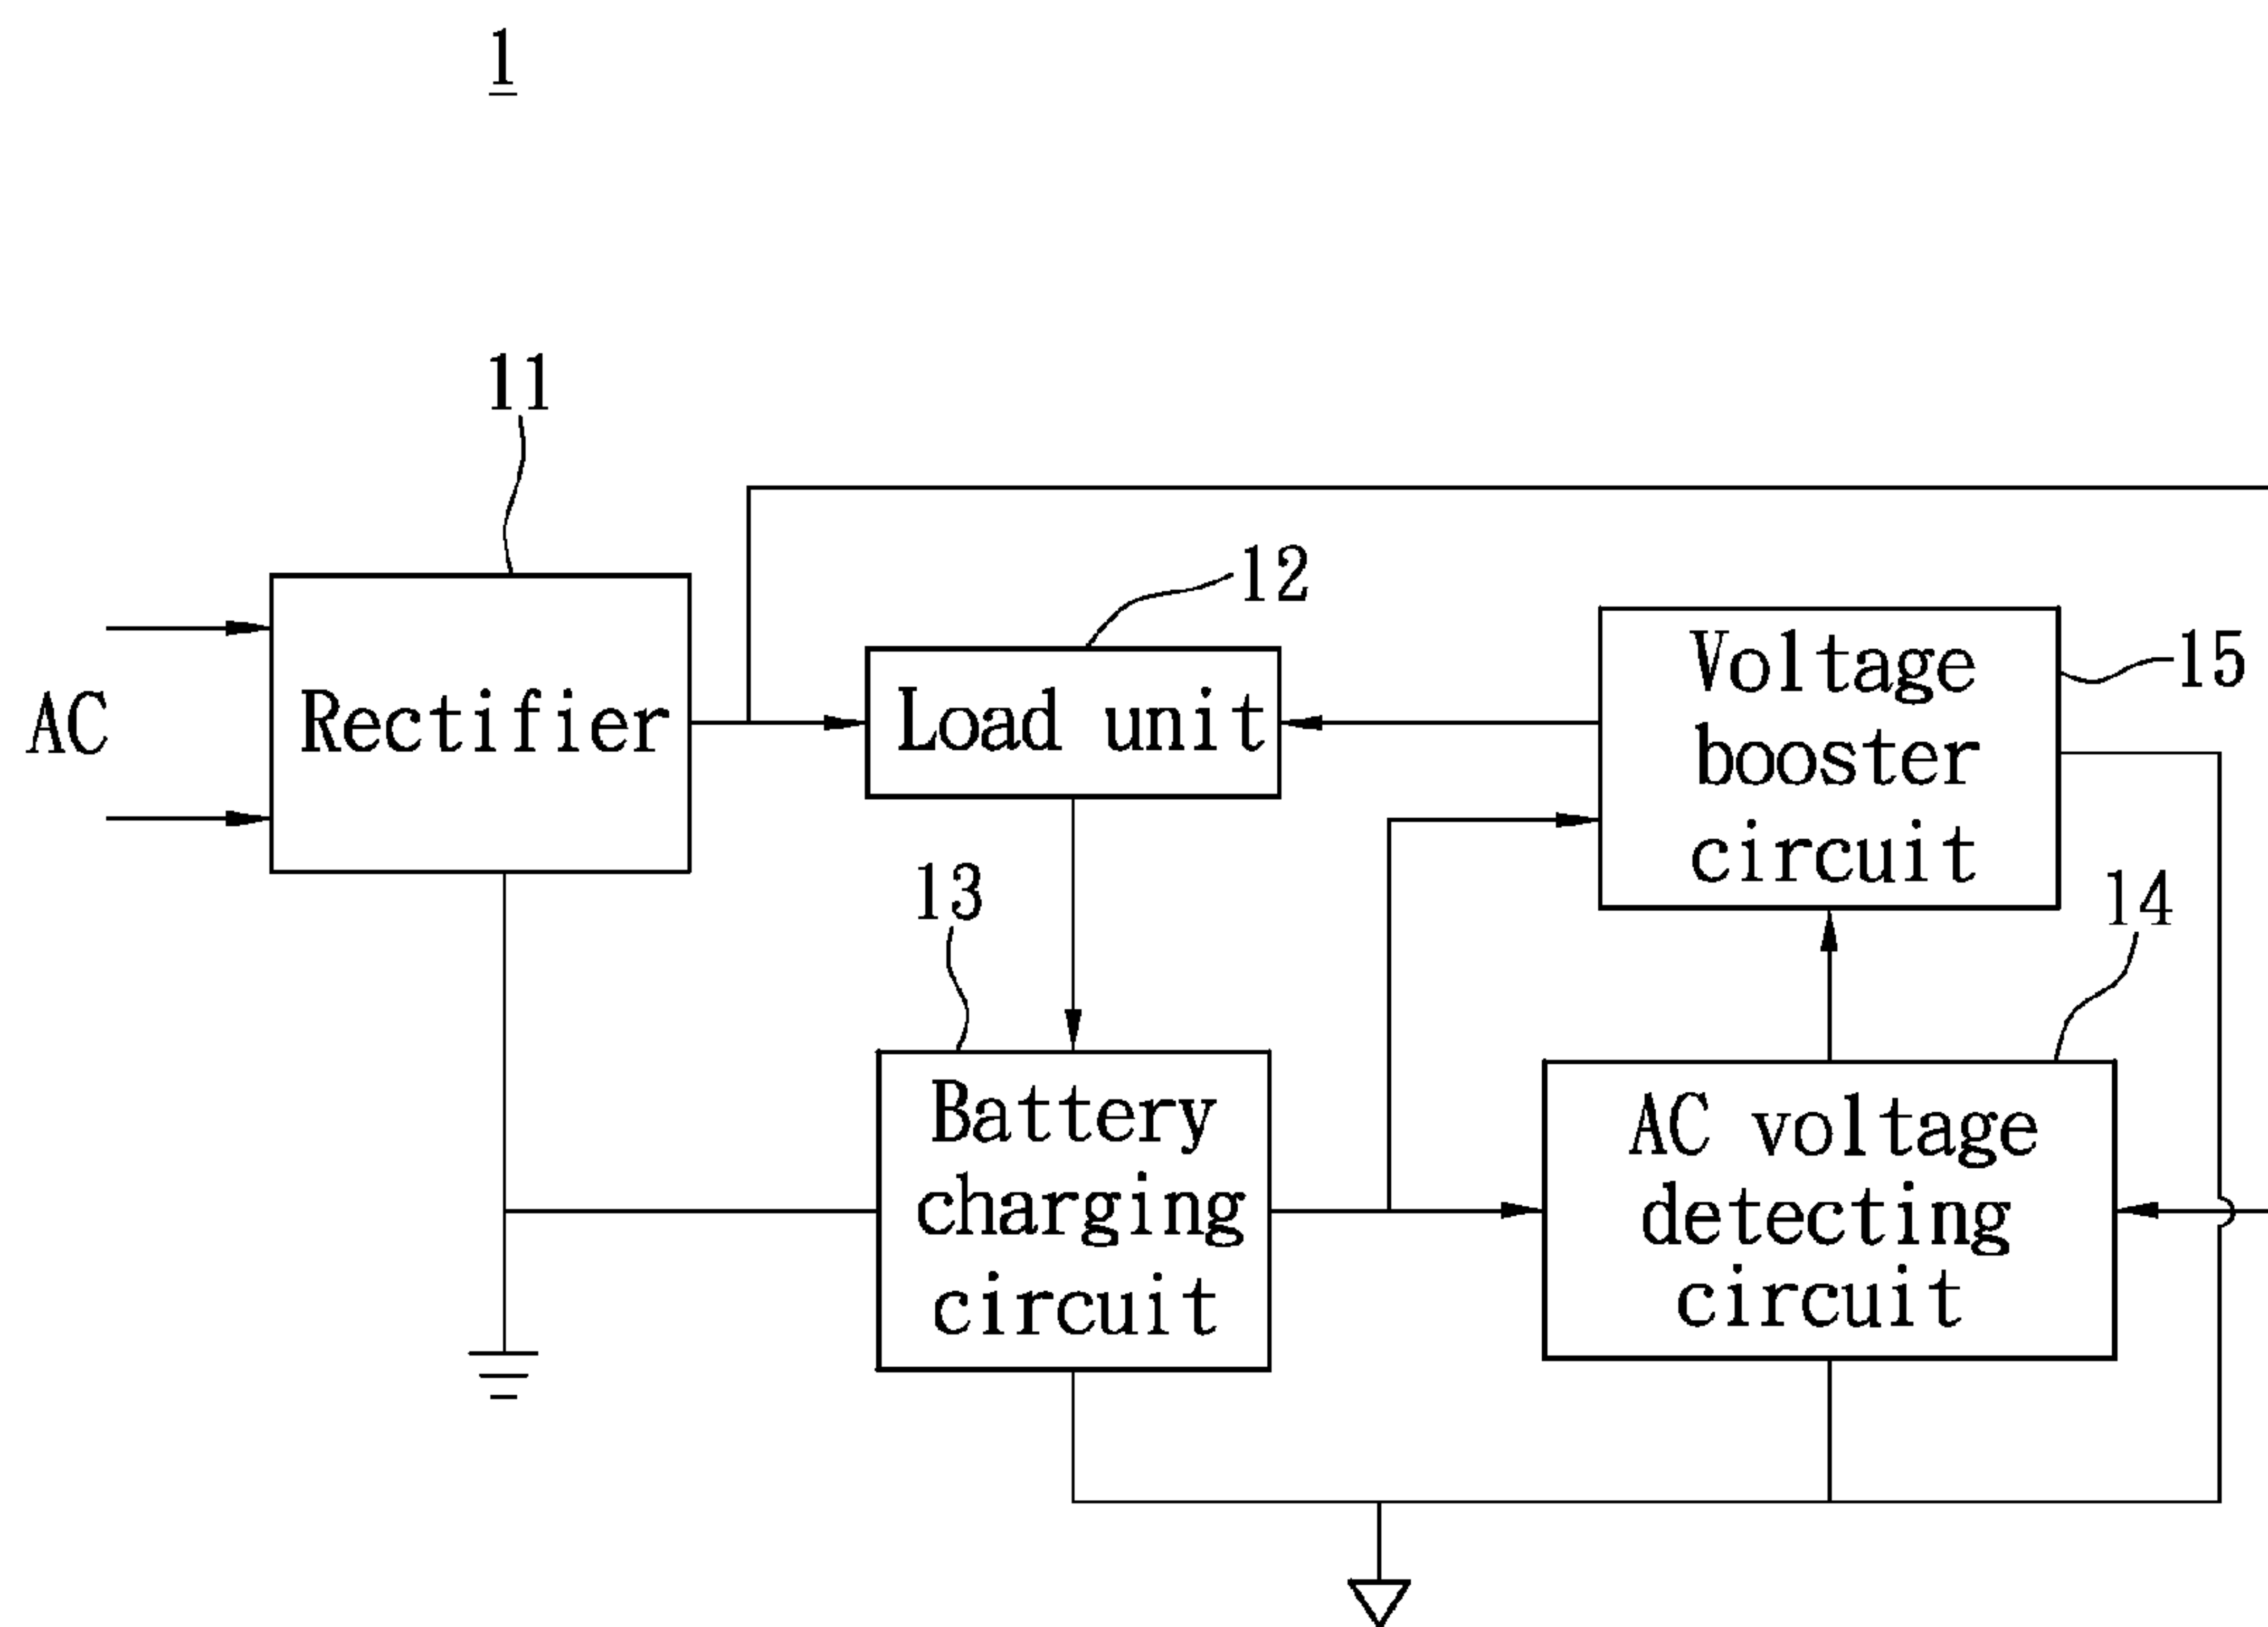 1
11
12
AC
Rectifier
Load unit
Voltage
booster
circuit
15
13
14
Battery
charging
circuit
AC voltage
detecting
circuit